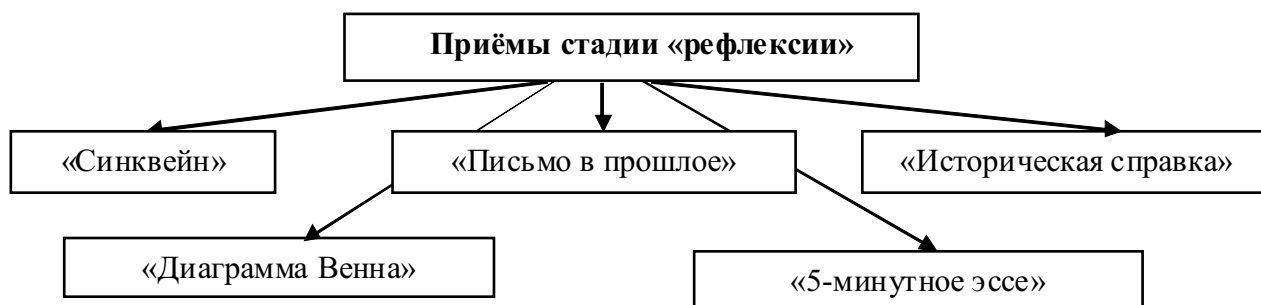 Приёмы стадии «рефлексии»
«Синквейн»
«Письмо в прошлое»
«Историческая справка»
«Диаграмма Венна»
«5-минутное эссе»